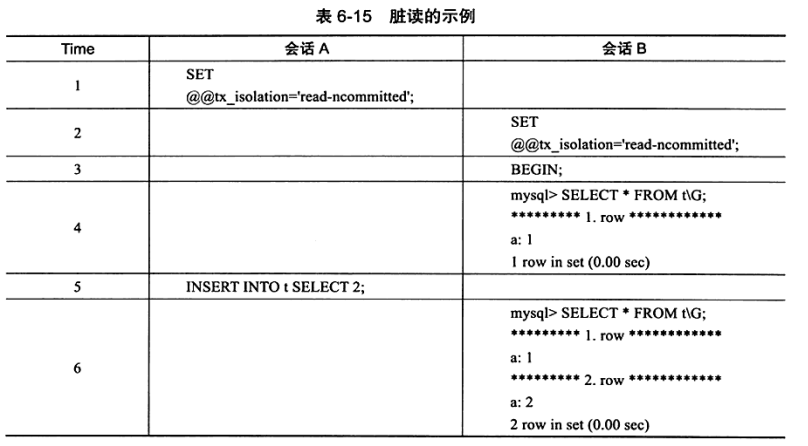 表 6-15 脏读的示例
Time 会话 A 会话 B
1
SET
@@tx_isolation='read-ncommitted';
2
SET
@@tx_isolation='read-ncommitted';
3 BEGIN;
4
mysql> SELECT * FROM t\G;
********* 1. row ************
a: 1
1 row in set (0.00 sec)
5 INSERT INTO t SELECT 2;
6
mysql> SELECT * FROM t\G;
********* 1. row ************
a: 1
********* 2. row ************
a: 2
2 row in set (0.00 sec)